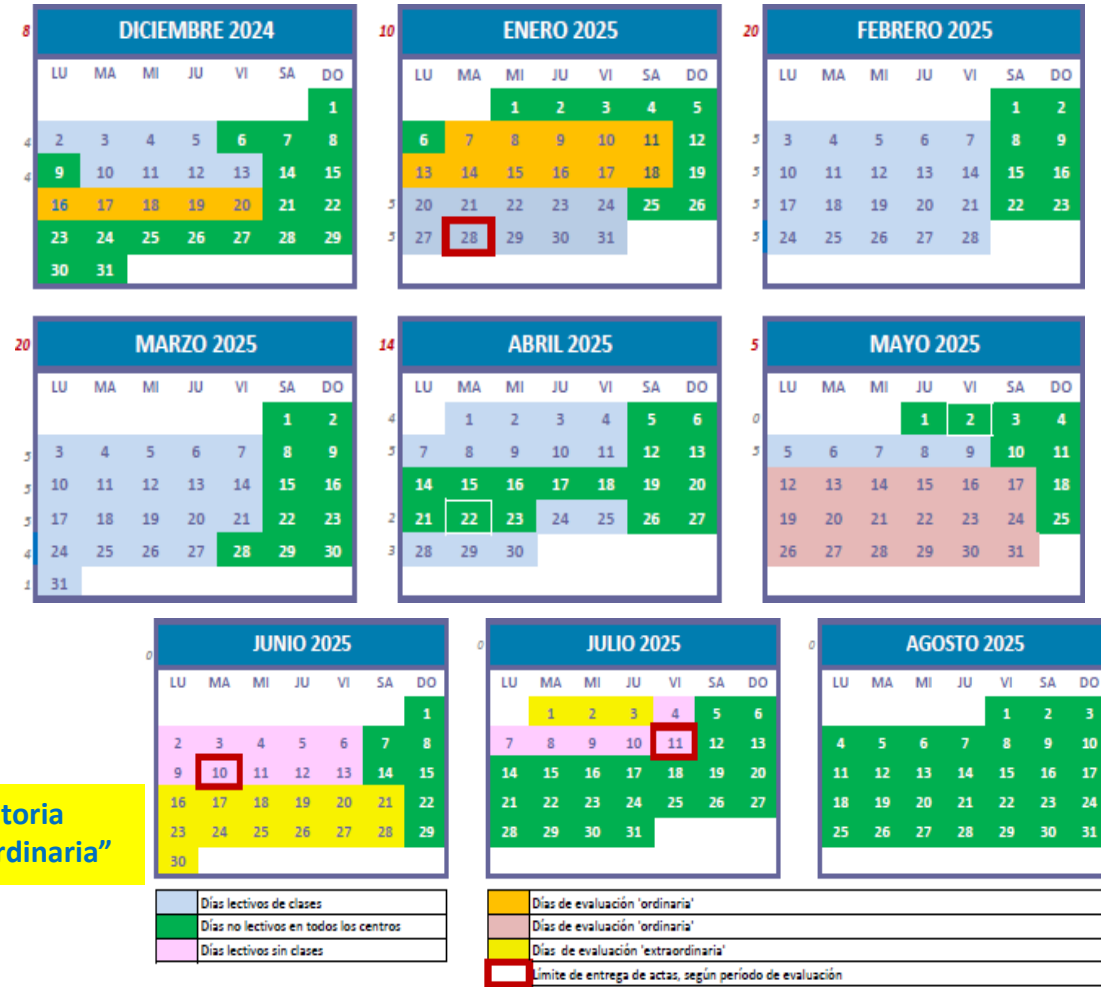 8 DICIEMBRE 2024
LU MA MI JU VI SA DO
1
4 2 3 4 5 6 7 8
4 9 10 11 12 13 14 15
16 17 18 19 20 21 22
23 24 25 26 27 28 29
30 31
10 ENERO 2025
LU MA MI JU VI SA DO
1 2 3 4 5
6 7 8 9 10 11 12
13 14 15 16 17 18 19
5 20 21 22 23 24 25 26
5 27 28 29 30 31
20 FEBRERO 2025
LU MA MI JU VI SA DO
1 2
5 3 4 5 6 7 8 9
5 10 11 12 13 14 15 16
5 17 18 19 20 21 22 23
5 24 25 26 27 28
20 MARZO 2025
LU MA MI JU VI SA DO
1 2
5 3 4 5 6 7 8 9
5 10 11 12 13 14 15 16
5 17 18 19 20 21 22 23
4 24 25 26 27 28 29 30
1 31
14 ABRIL 2025
LU MA MI JU VI SA DO
4 1 2 3 4 5 6
5 7 8 9 10 11 12 13
14 15 16 17 18 19 20
2 21 22 23 24 25 26 27
3 28 29 30
5 MAYO 2025
LU MA MI JU VI SA DO
0 1 2 3 4
5 5 6 7 8 9 10 11
12 13 14 15 16 17 18
19 20 21 22 23 24 25
26 27 28 29 30 31
0 JUNIO 2025
LU MA MI JU VI SA DO
1
2 3 4 5 6 7 8
9 10 11 12 13 14 15
16 17 18 19 20 21 22
23 24 25 26 27 28 29
30
0 JULIO 2025
LU MA MI JU VI SA DO
1 2 3 4 5 6
7 8 9 10 11 12 13
14 15 16 17 18 19 20
21 22 23 24 25 26 27
28 29 30 31
0 AGOSTO 2025
LU MA MI JU VI SA DO
1 2 3
4 5 6 7 8 9 10
11 12 13 14 15 16 17
18 19 20 21 22 23 24
25 26 27 28 29 30 31
toria
rdinaria”
Días lectivos de clases
Días no lectivos en todos los centros
Días lectivos sin clases
Días de evaluación 'ordinaria'
Días de evaluación 'ordinaria'
Días de evaluación 'extraordinaria'
Límite de entrega de actas, según período de evaluación